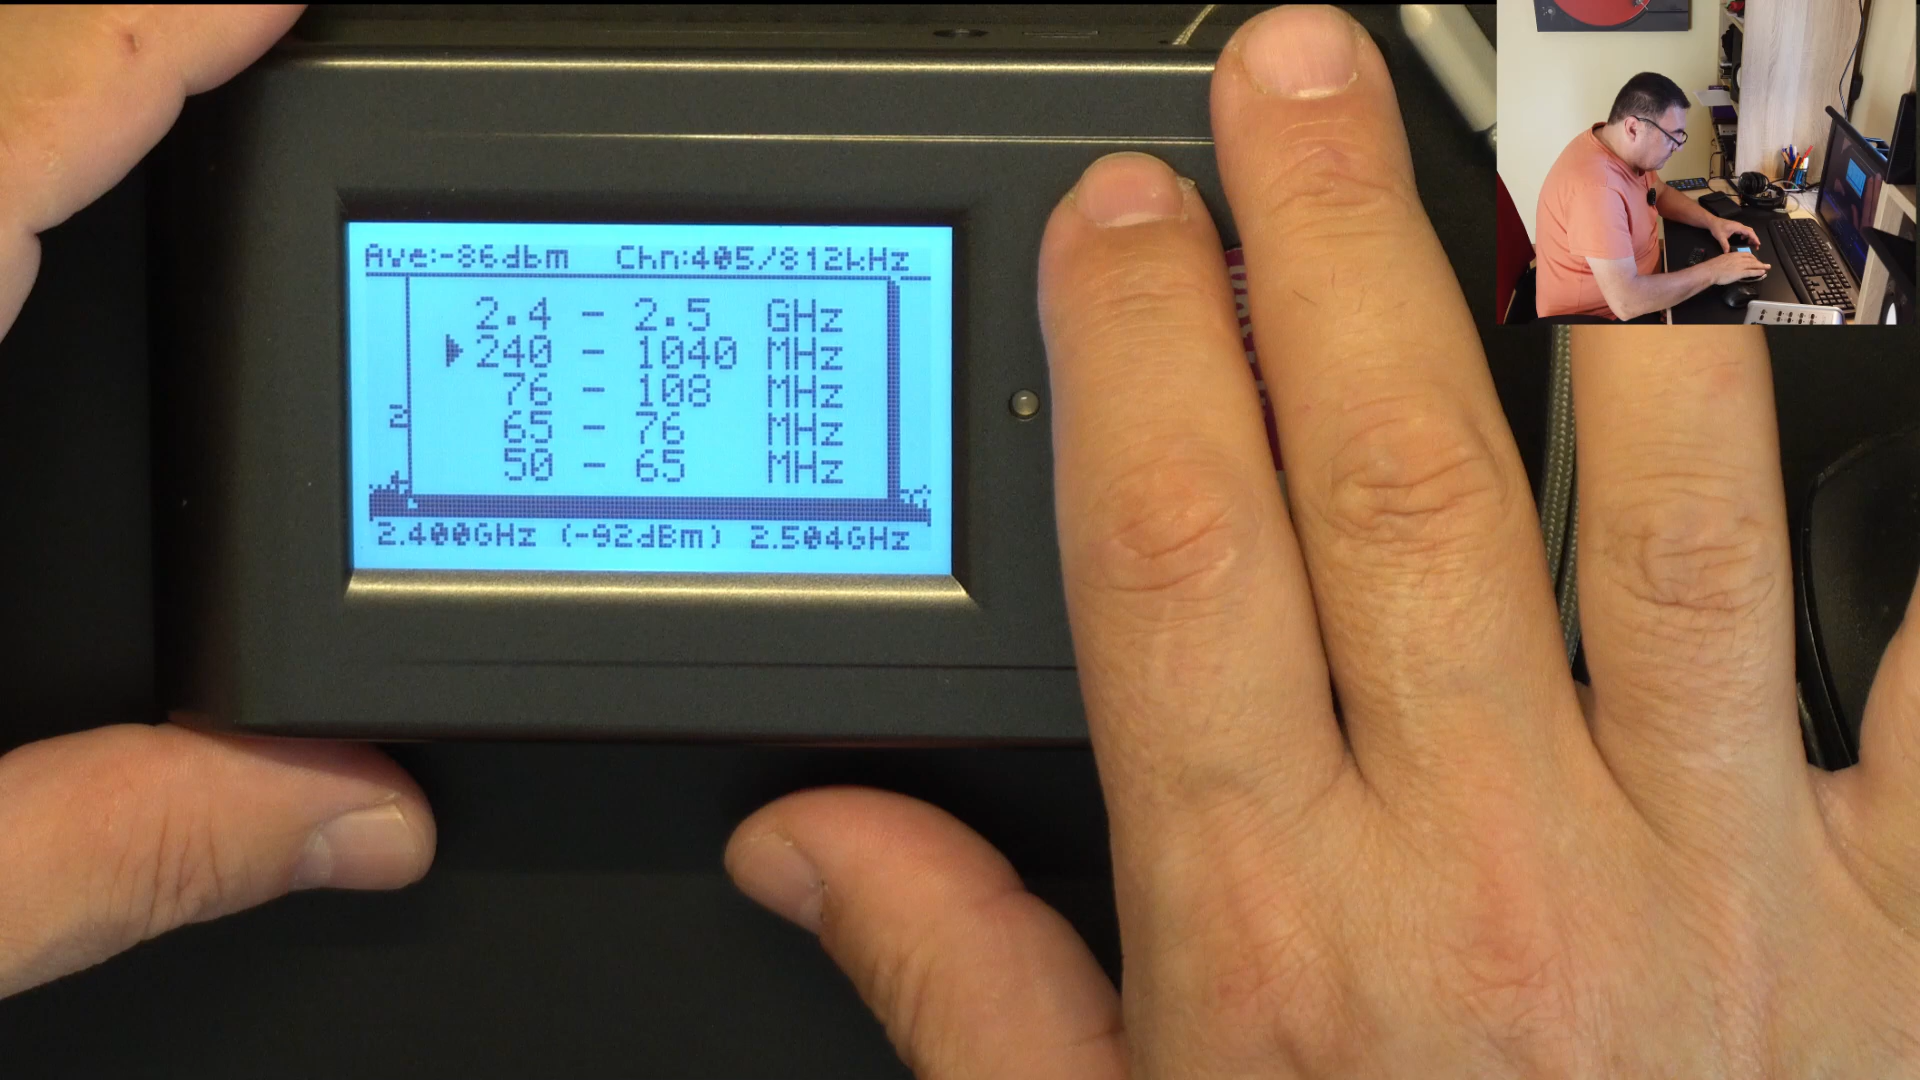 Ave:-86dbm Chn:405/812kHz
2.4 - 2.5 GHz
240 - 1040 MHz
76 - 108 MHz
65 - 76 MHz
50 - 65 MHz
2.400GHz (-92dBm) 2.504GHz